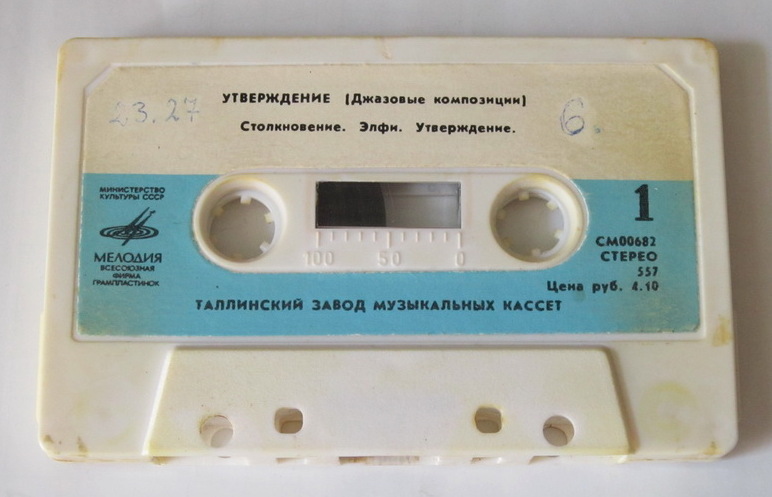 23.27
УТВЕРЖДЕНИЕ (Джазовые композиции)
Столкновение. Элфи. Утверждение.
6.
МИНИСТЕРСТВО
КУЛЬТУРЫ СССР
МЕЛОДИЯ
ВСЕСОЮЗНАЯ
ФИРМА
ГРАМПЛАСТИНОК
100 50 0
1
СМ00682
СТЕРЕО
557
Цена руб. 4.10
ТАЛЛИНСКИЙ ЗАВОД МУЗЫКАЛЬНЫХ КАССЕТ